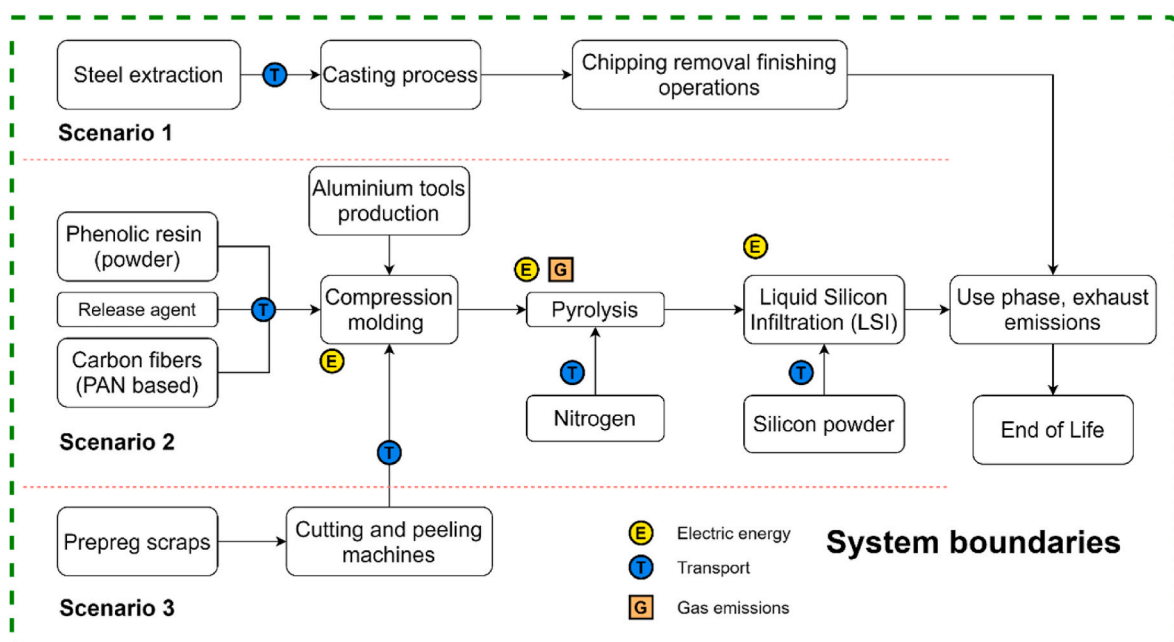 Steel extraction
T
Casting process
Chipping removal finishing
operations
Scenario 1
Aluminium tools
production
Phenolic resin
(powder)
Release agent
Carbon fibers
(PAN based)
T
Compression
molding
E
E
G
Pyrolysis
T
Nitrogen
E
Liquid Silicon
Infiltration (LSI)
T
Silicon powder
Use phase, exhaust
emissions
End of Life
Scenario 2
T
Prepreg scraps
Cutting and peeling
machines
Scenario 3
E Electric energy
T Transport
G Gas emissions
System boundaries